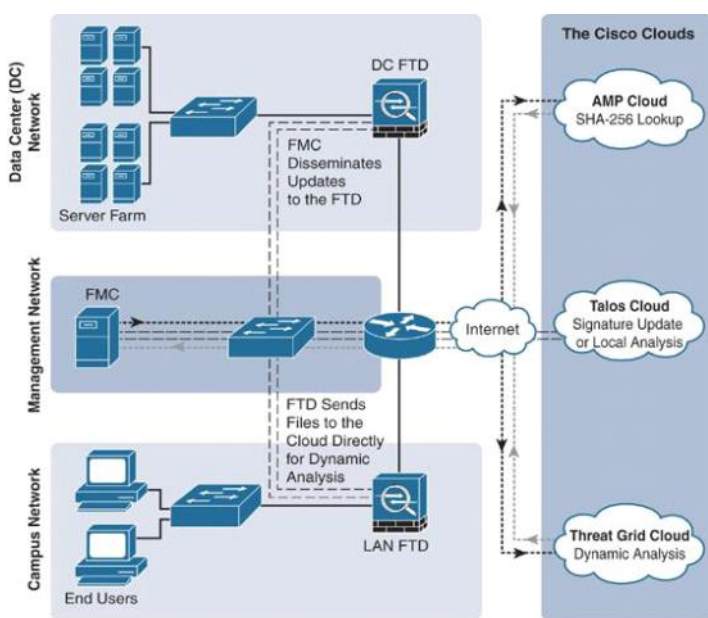 Data Center (DC)
Network
Server Farm
DC FTD
FMC
Disseminates
Updates
to the FTD
Management Network
FMC
Internet
FTD Sends
Files to the
Cloud Directly
for Dynamic
Analysis
Campus Network
End Users
LAN FTD
The Cisco Clouds
AMP Cloud
SHA-256 Lookup
Talos Cloud
Signature Update
or Local Analysis
Threat Grid Cloud
Dynamic Analysis